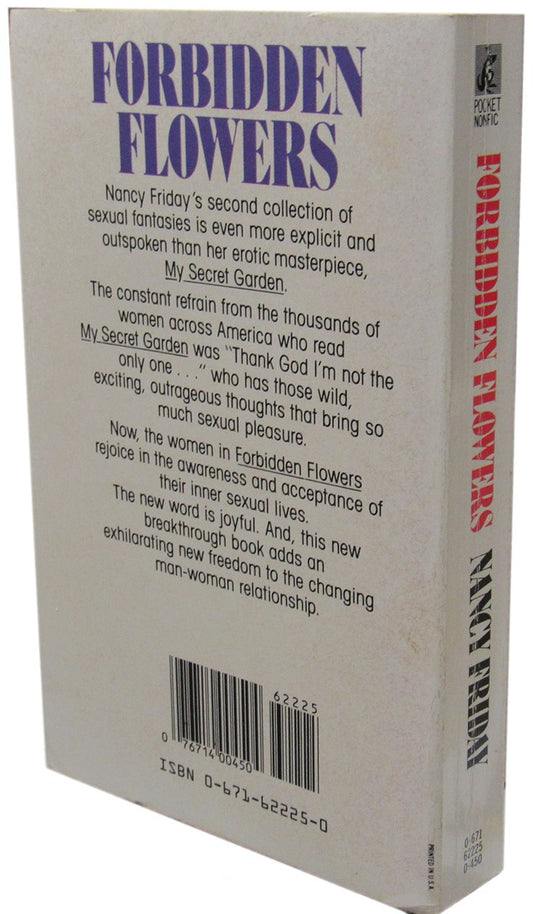 FORBIDDEN
FLOWERS
Nancy Friday's second collection of
sexual fantasies is even more explicit and
outspoken than her erotic masterpiece,
My Secret Garden.
The constant refrain from the thousands of
women across America who read
My Secret Garden was "Thank God I'm not the
only one . . ." who has those wild,
exciting, outrageous thoughts that bring so
much sexual pleasure.
Now, the women in Forbidden Flowers
rejoice in the awareness and acceptance of
their inner sexual lives.
The new word is joyful. And, this new
breakthrough book adds an
exhilarating new freedom to the changing
man-woman relationship.
62225
0 76714 00450
ISBN 0-671-62225-0
PRINTED IN U.S.A.
POCKET
NONFIC
FORBIDDEN FLOWERS NANCY FRIDAY
0-671
62225
0-450